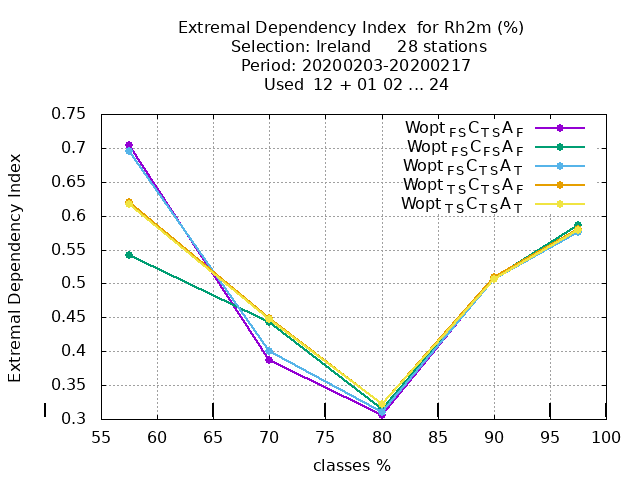 Extremal Dependency Index  for Rh2m (%)
Selection: Ireland     28 stations
Period: 20200203-20200217
Used  12 + 01 02 ... 24
Extremal Dependency Index
0.75
0.7
0.65
0.6
0.55
0.5
0.45
0.4
0.35
0.3
Wopt FS C TS A F
Wopt FS C FS A F
Wopt FS C TS A T
Wopt TS C TS A F
Wopt TS C TS A T
55 60 65 70 75 80 85 90 95 100
classes %